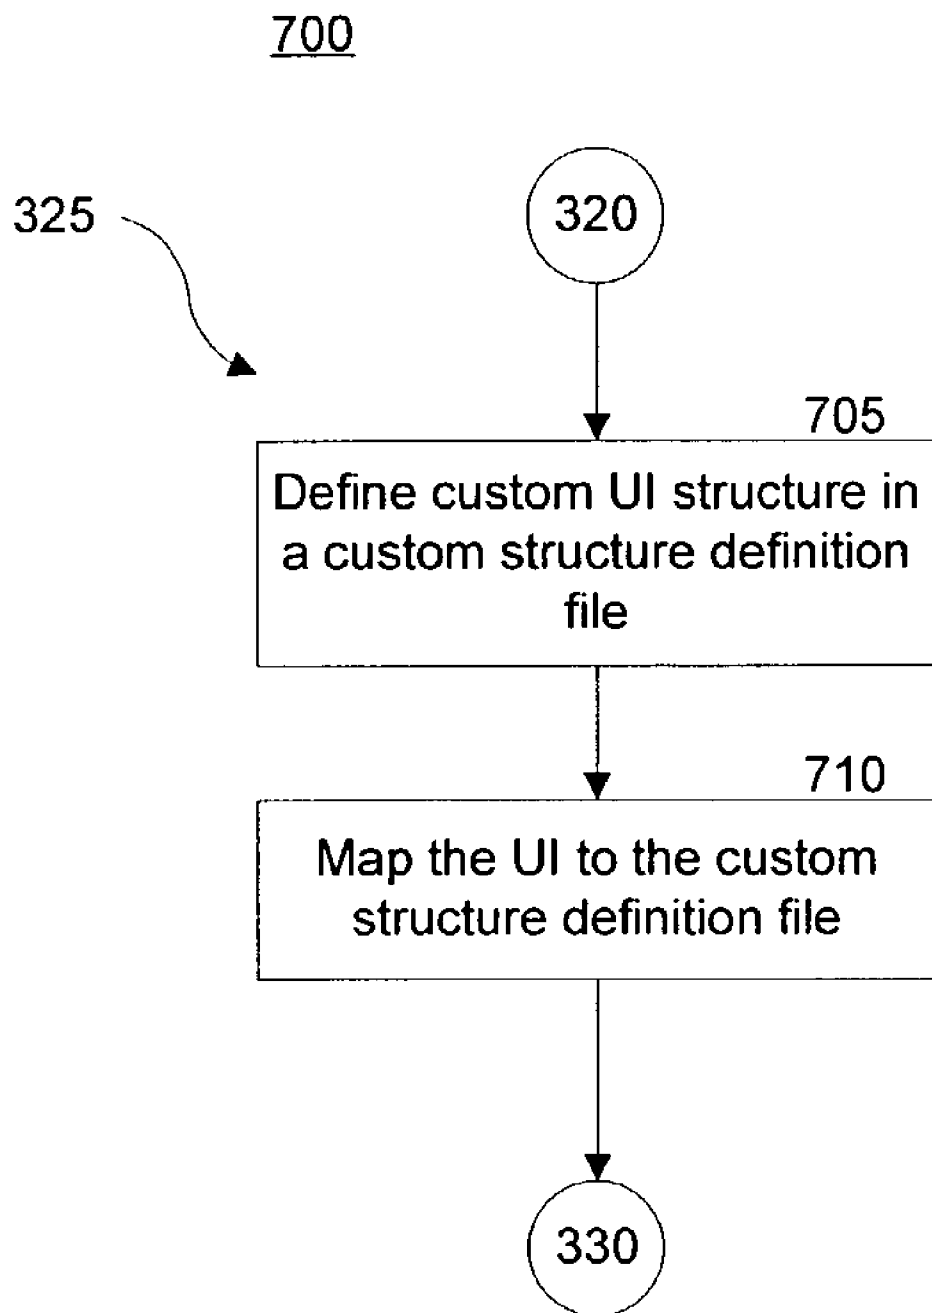 700
320
325
705
Define custom UI structure in
a custom structure definition
file
710
Map the UI to the custom
structure definition file
330